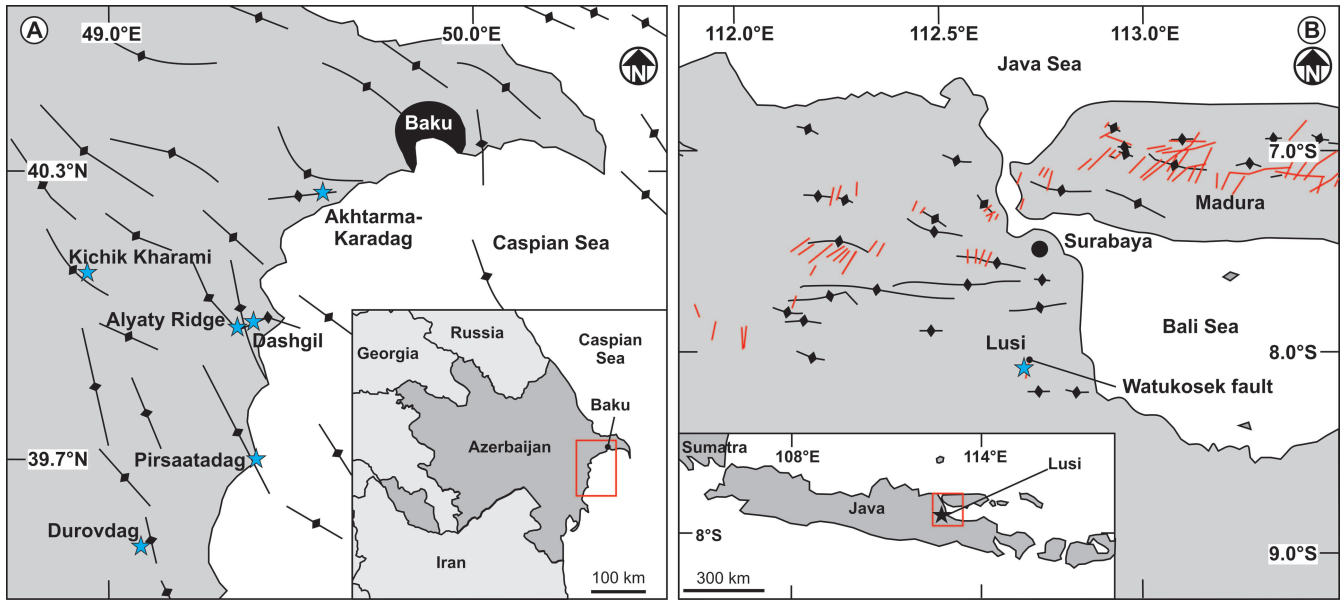 A
49.0°E
50.0°E
N
Baku
40.3°N
Akhtarma-
Karadag
Caspian Sea
Kichik Kharami
Alyaty Ridge
Dashgil
39.7°N
Pirsaatadag
Durovdag
Russia
Georgia
Caspian
Sea
Baku
Azerbaijan
Iran
100 km
B
112.0°E
112.5°E
113.0°E
N
Java Sea
7.0°S
Madura
Surabaya
Bali Sea
Lusi
8.0°S
Watukosek fault
9.0°S
Sumatra
108°E
114°E
Lusi
Java
8°S
300 km